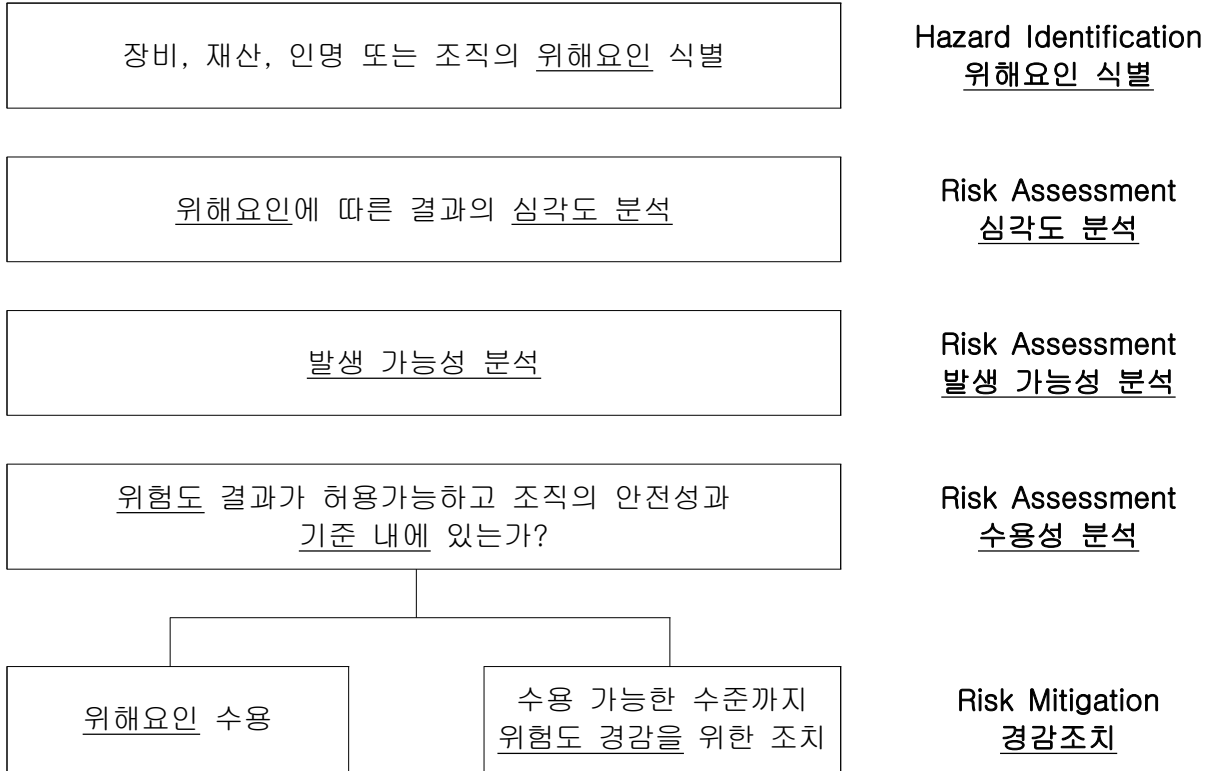 장비, 재산, 인명 또는 조직의 위해요인 식별
Hazard Identification
위해요인 식별
위해요인에 따른 결과의 심각도 분석
Risk Assessment
심각도 분석
발생 가능성 분석
Risk Assessment
발생 가능성 분석
위험도 결과가 허용가능하고 조직의 안전성과
기준 내에 있는가?
Risk Assessment
수용성 분석
위해요인 수용
수용 가능한 수준까지
위험도 경감을 위한 조치
Risk Mitigation
경감조치